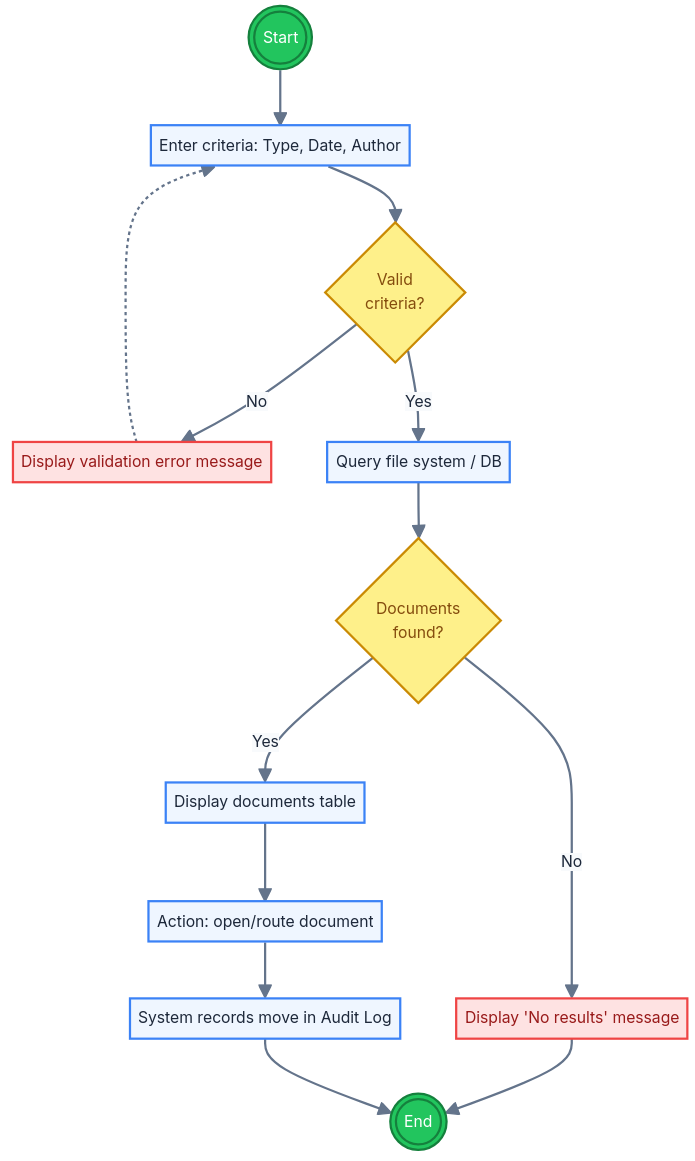 Start
Enter criteria: Type, Date, Author
Valid
criteria?
No
Yes
Display validation error message
Query file system / DB
Documents
found?
Yes
Display documents table
No
Action: open/route document
System records move in Audit Log
Display 'No results' message
End